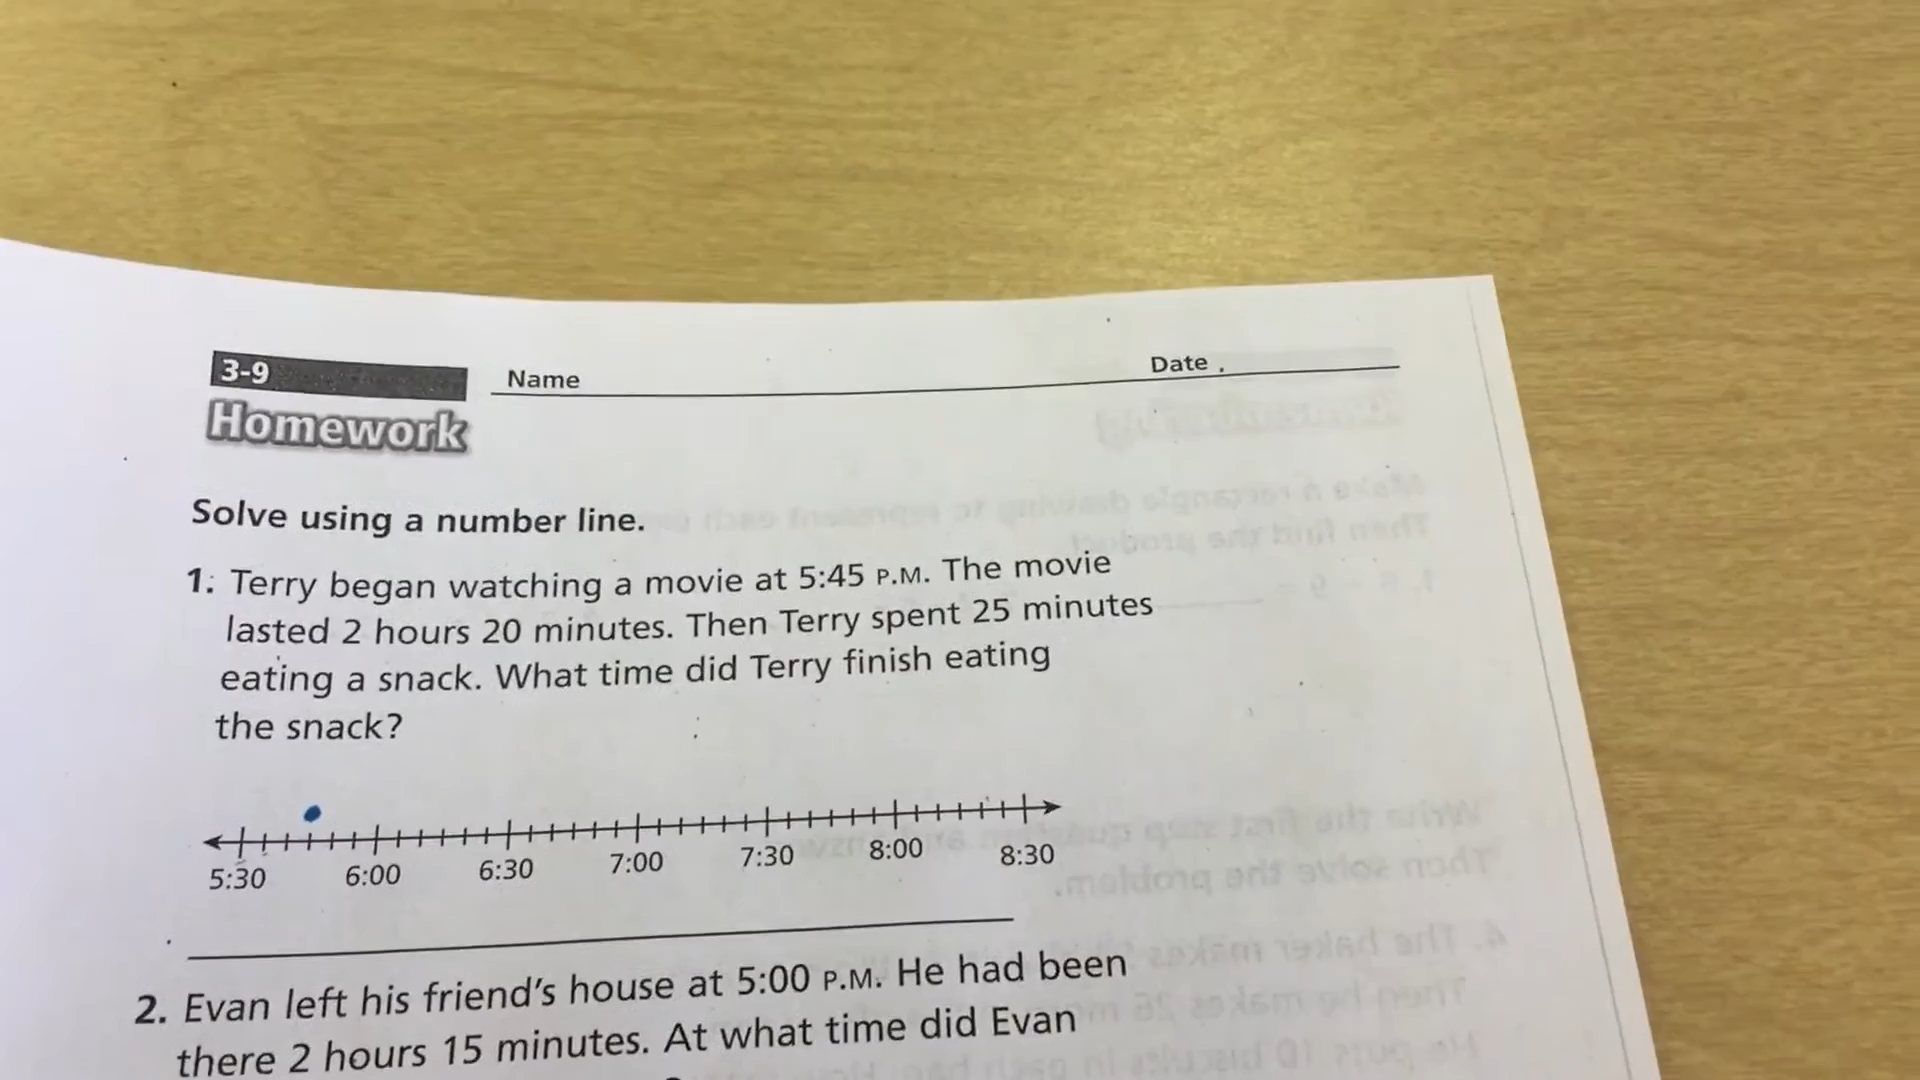 3-9
Name
Date
Homework
Solve using a number line.
1. Terry began watching a movie at 5:45 P.M. The movie
lasted 2 hours 20 minutes. Then Terry spent 25 minutes
eating a snack. What time did Terry finish eating
the snack?
5:30 6:00 6:30 7:00 7:30 8:00 8:30
2. Evan left his friend's house at 5:00 P.M. He had been
there 2 hours 15 minutes. At what time did Evan